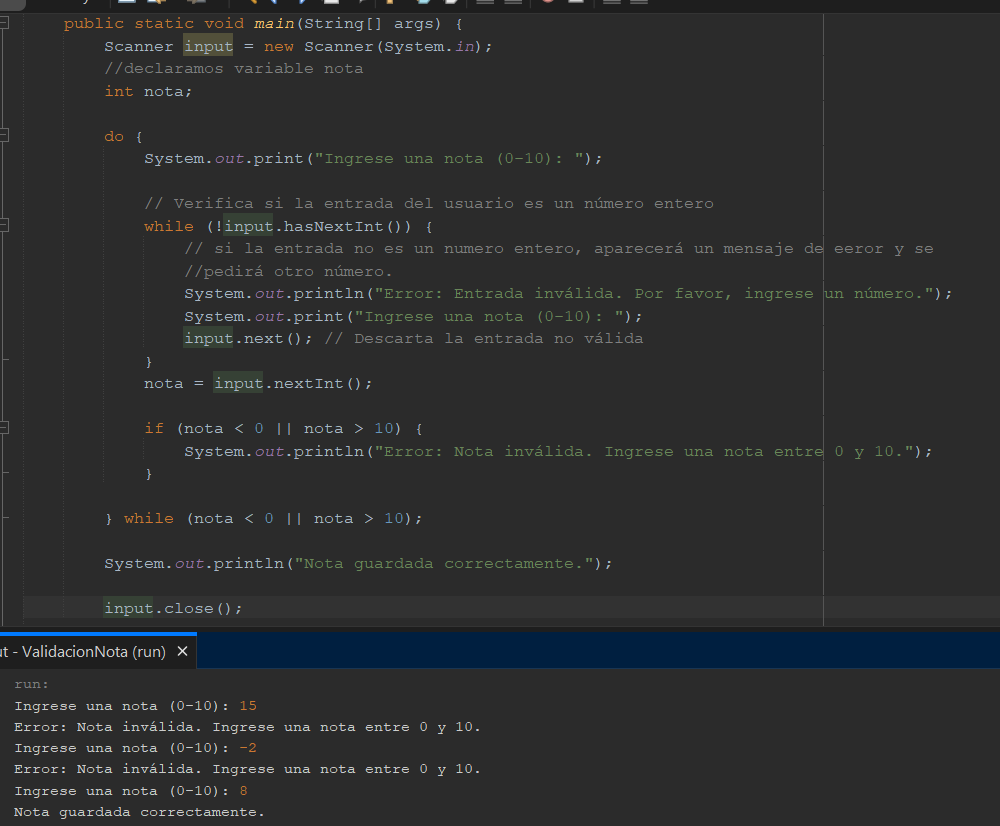 public static void main(String[] args) {
Scanner input = new Scanner(System.in);
//declaramos variable nota
int nota;
do {
System.out.print("Ingrese una nota (0-10): ");
// Verifica si la entrada del usuario es un número entero
while (!input.hasNextInt()) {
// si la entrada no es un numero entero, aparecerá un mensaje de eeror y se
//pedirá otro número.
System.out.println("Error: Entrada inválida. Por favor, ingrese un número.");
System.out.print("Ingrese una nota (0-10): ");
input.next(); // Descarta la entrada no válida
}
nota = input.nextInt();
if (nota < 0 || nota > 10) {
System.out.println("Error: Nota inválida. Ingrese una nota entre 0 y 10.");
}
} while (nota < 0 || nota > 10);
System.out.println("Nota guardada correctamente.");
input.close();
ut - ValidacionNota (run) ×
run:
Ingrese una nota (0-10): 15
Error: Nota inválida. Ingrese una nota entre 0 y 10.
Ingrese una nota (0-10): -2
Error: Nota inválida. Ingrese una nota entre 0 y 10.
Ingrese una nota (0-10): 8
Nota guardada correctamente.